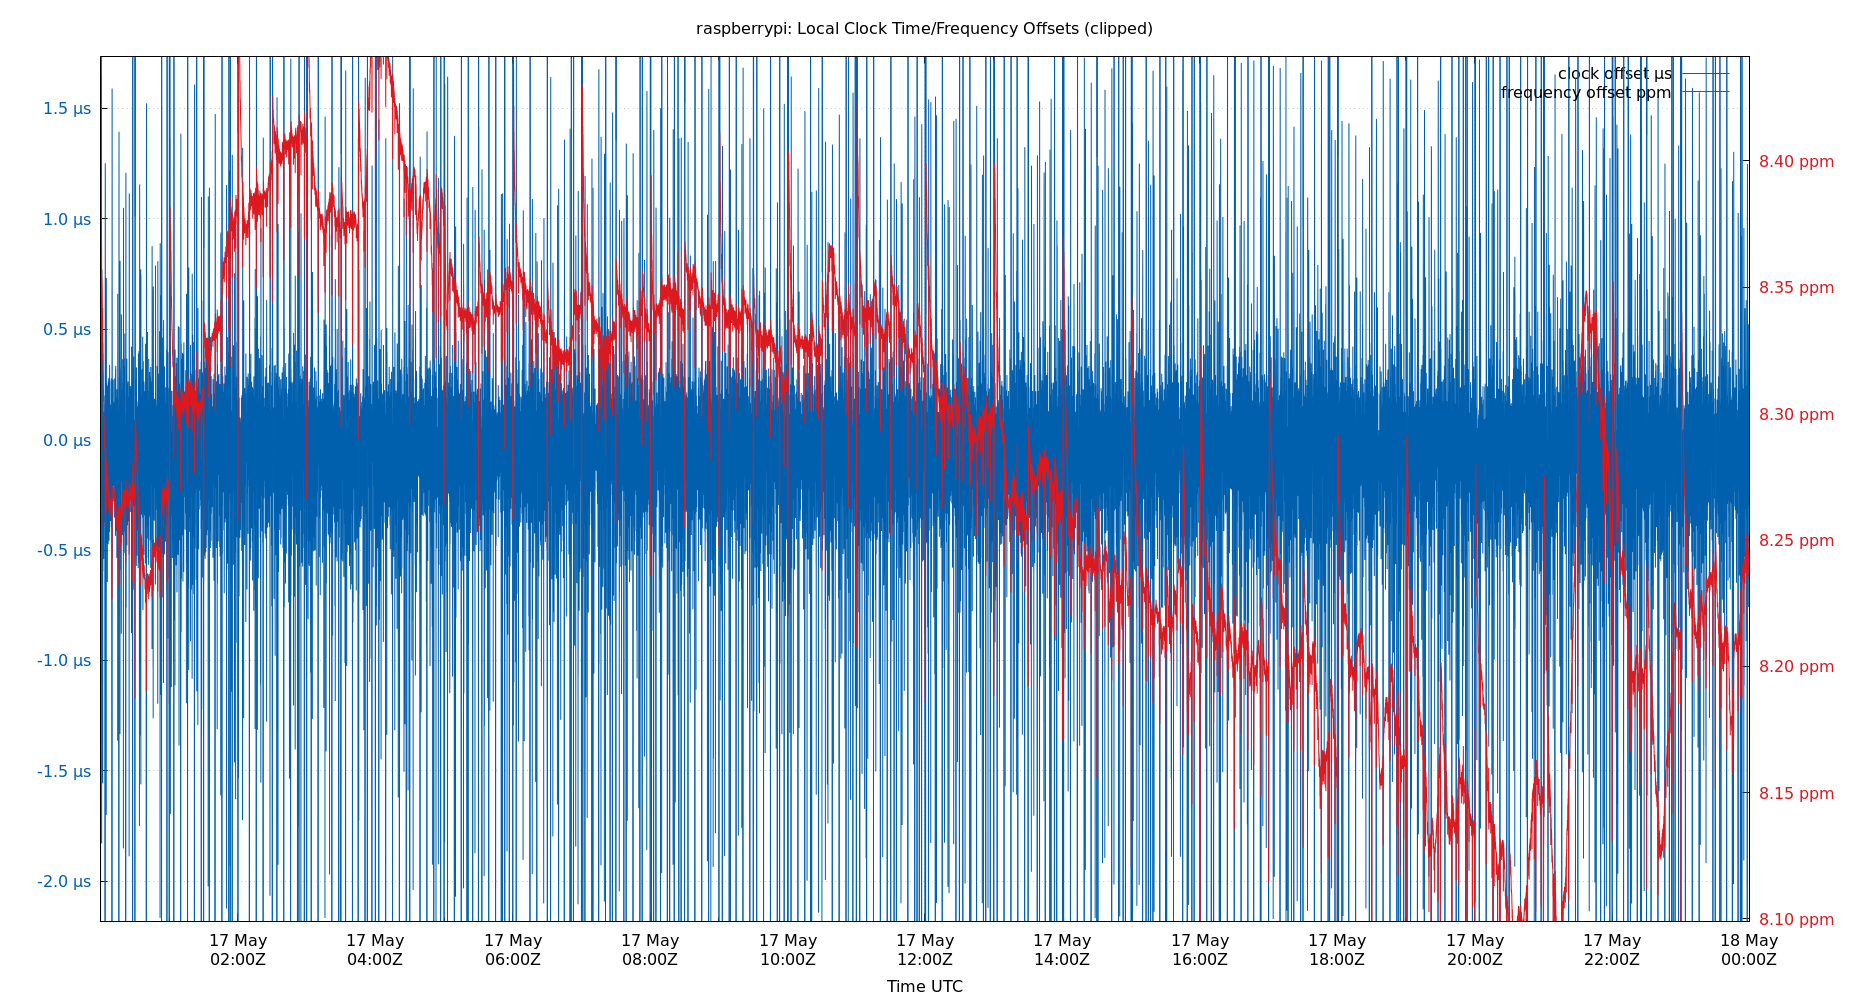 raspberrypi: Local Clock Time/Frequency Offsets (clipped)
clock offset µs
frequency offset ppm
1.5 µs
1.0 µs
0.5 µs
0.0 µs
-0.5 µs
-1.0 µs
-1.5 µs
-2.0 µs
8.40 ppm
8.35 ppm
8.30 ppm
8.25 ppm
8.20 ppm
8.15 ppm
8.10 ppm
17 May 17 May 17 May 17 May 17 May 17 May 17 May 17 May 17 May 17 May 17 May 18 May
02:00Z 04:00Z 06:00Z 08:00Z 10:00Z 12:00Z 14:00Z 16:00Z 18:00Z 20:00Z 22:00Z 00:00Z
Time UTC